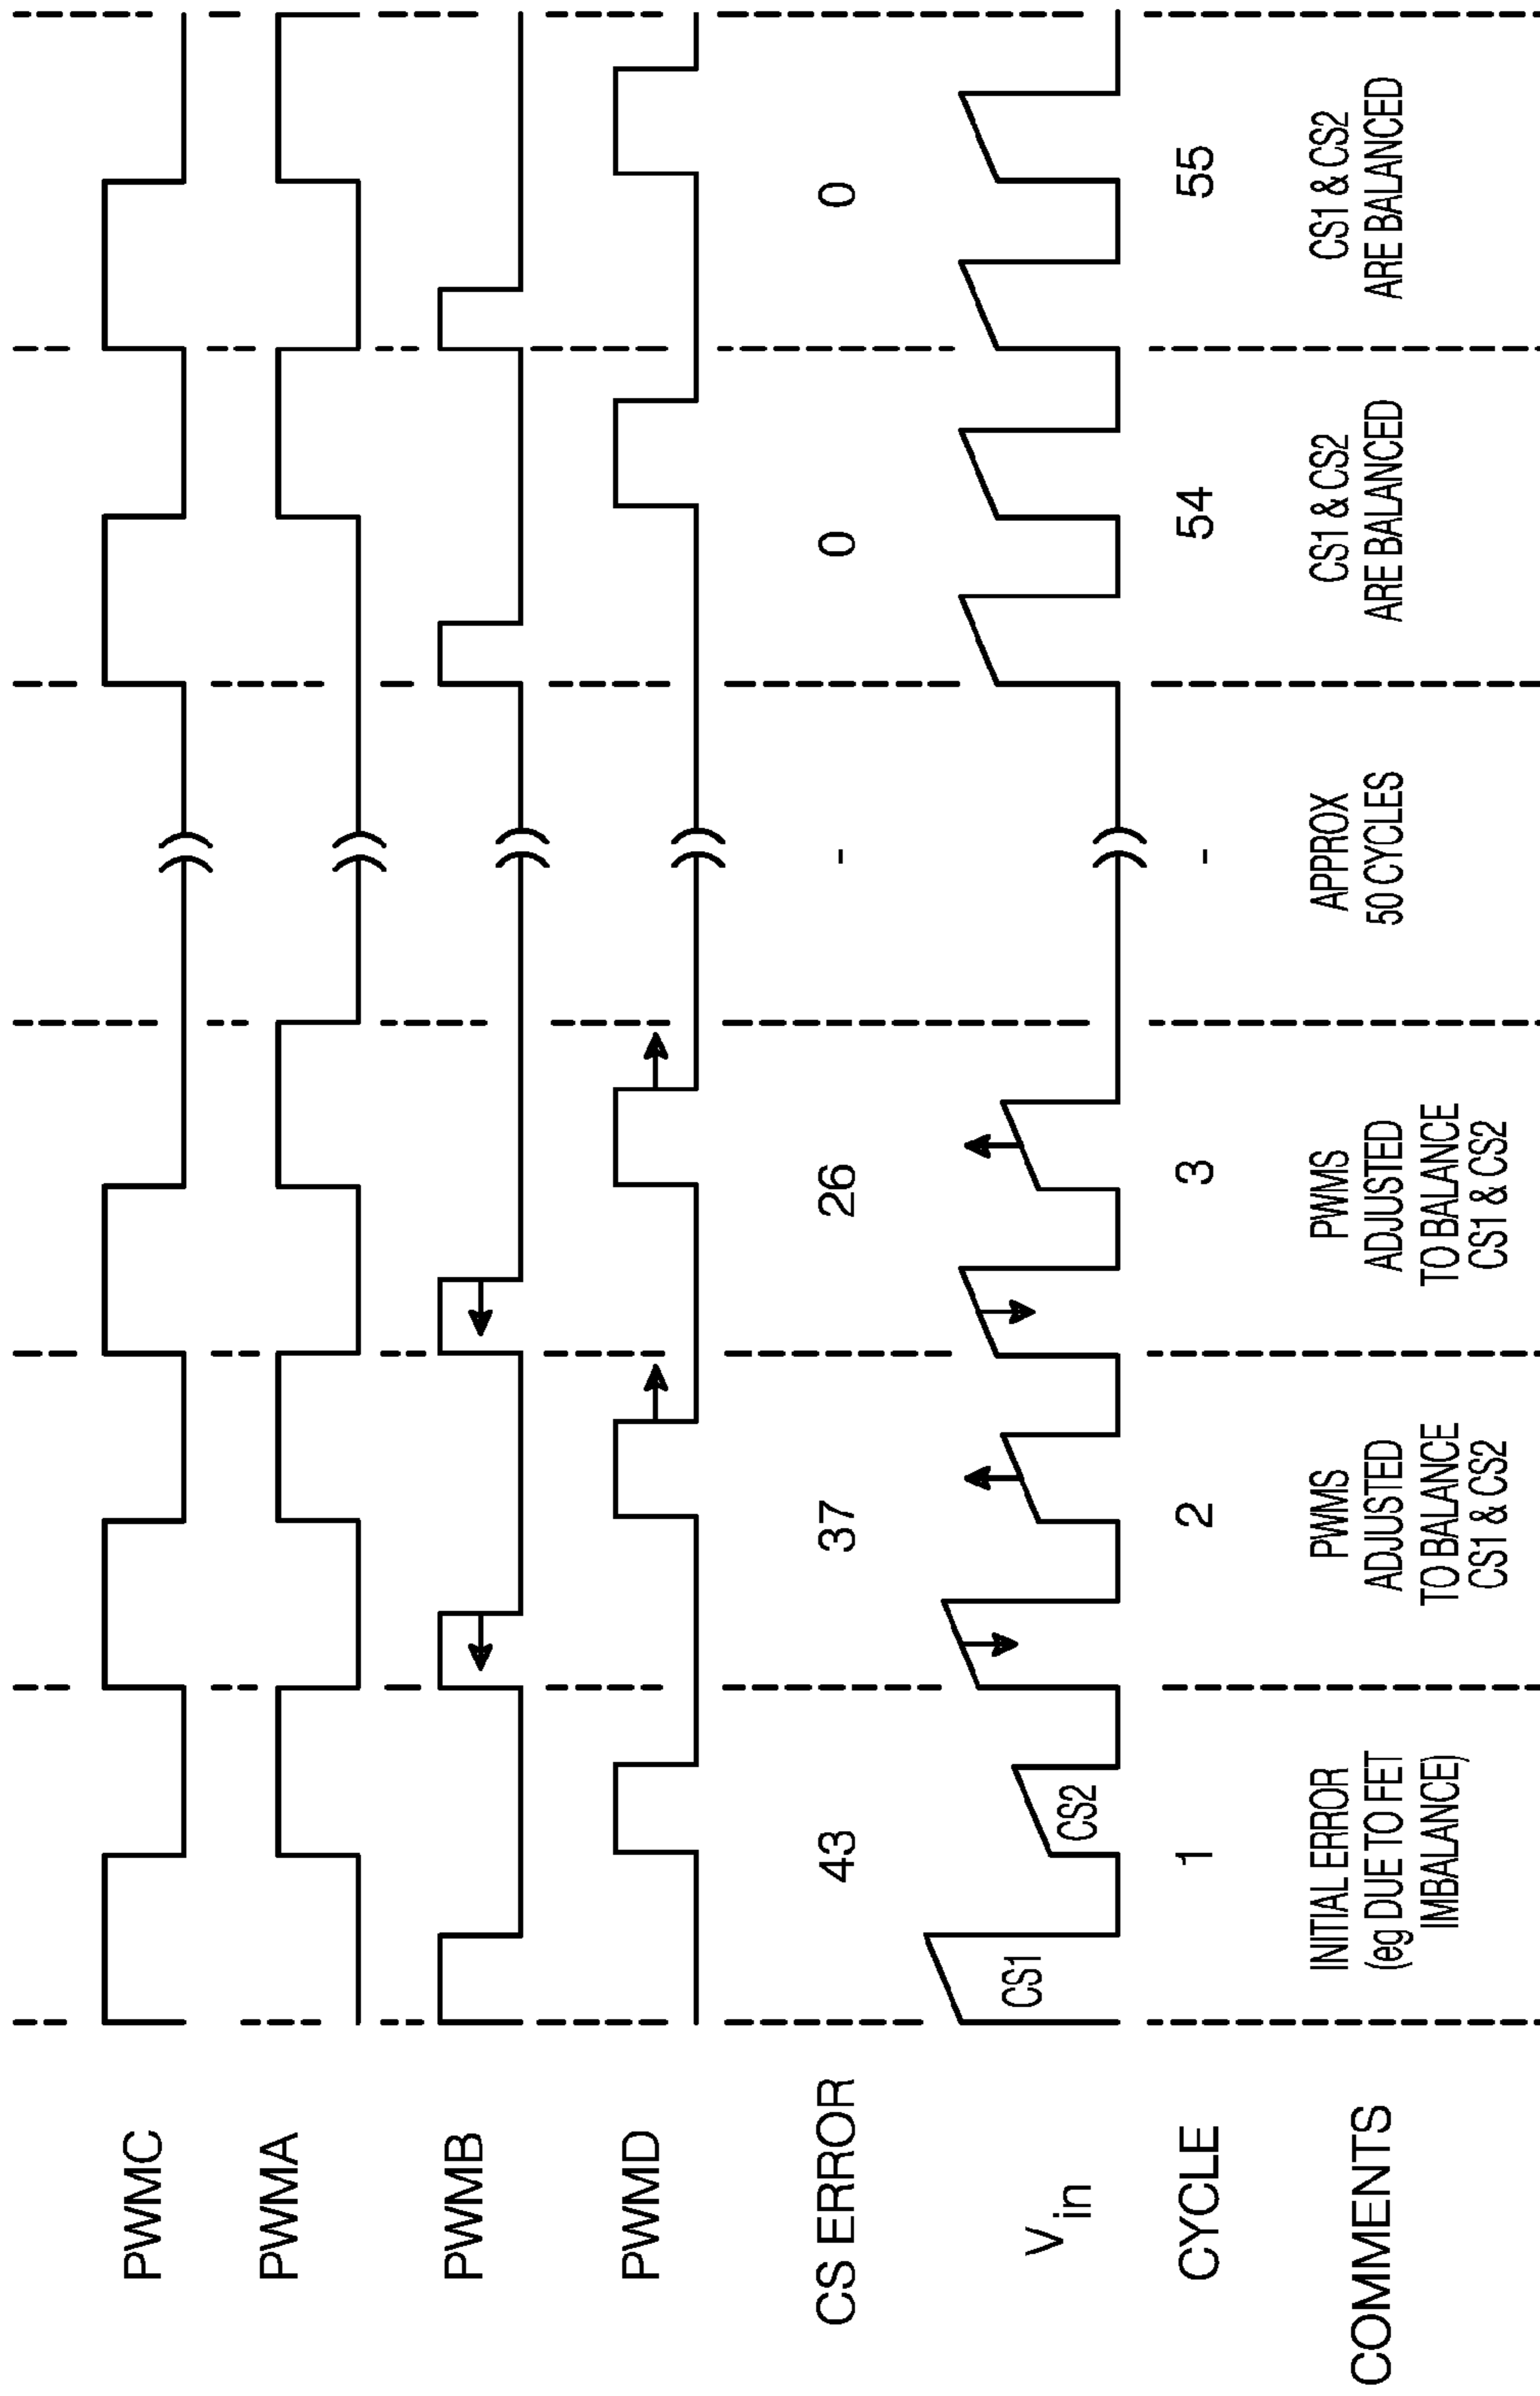 PWMC
PWMA
PWMB
PWMD
CS ERROR 43 37 26 - 0 0
V in CS1 CS2
CYCLE 1 2 3 - 54 55
COMMENTS
INITIAL ERROR
(eg DUE TO FET
IMBALANCE)
PWMS
ADJUSTED
TO BALANCE
CS1 & CS2
PWMS
ADJUSTED
TO BALANCE
CS1 & CS2
APPROX
50 CYCLES
CS1 & CS2
ARE BALANCED
CS1 & CS2
ARE BALANCED